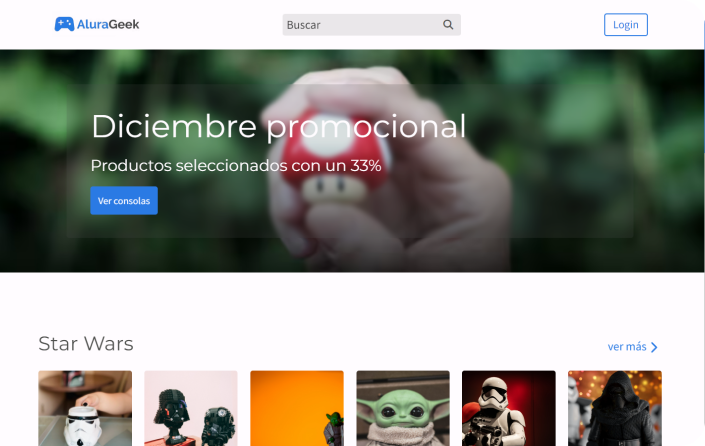 AluraGeek
Buscar
Login
Diciembre promocional
Productos seleccionados con un 33%
Ver consolas
Star Wars
ver más